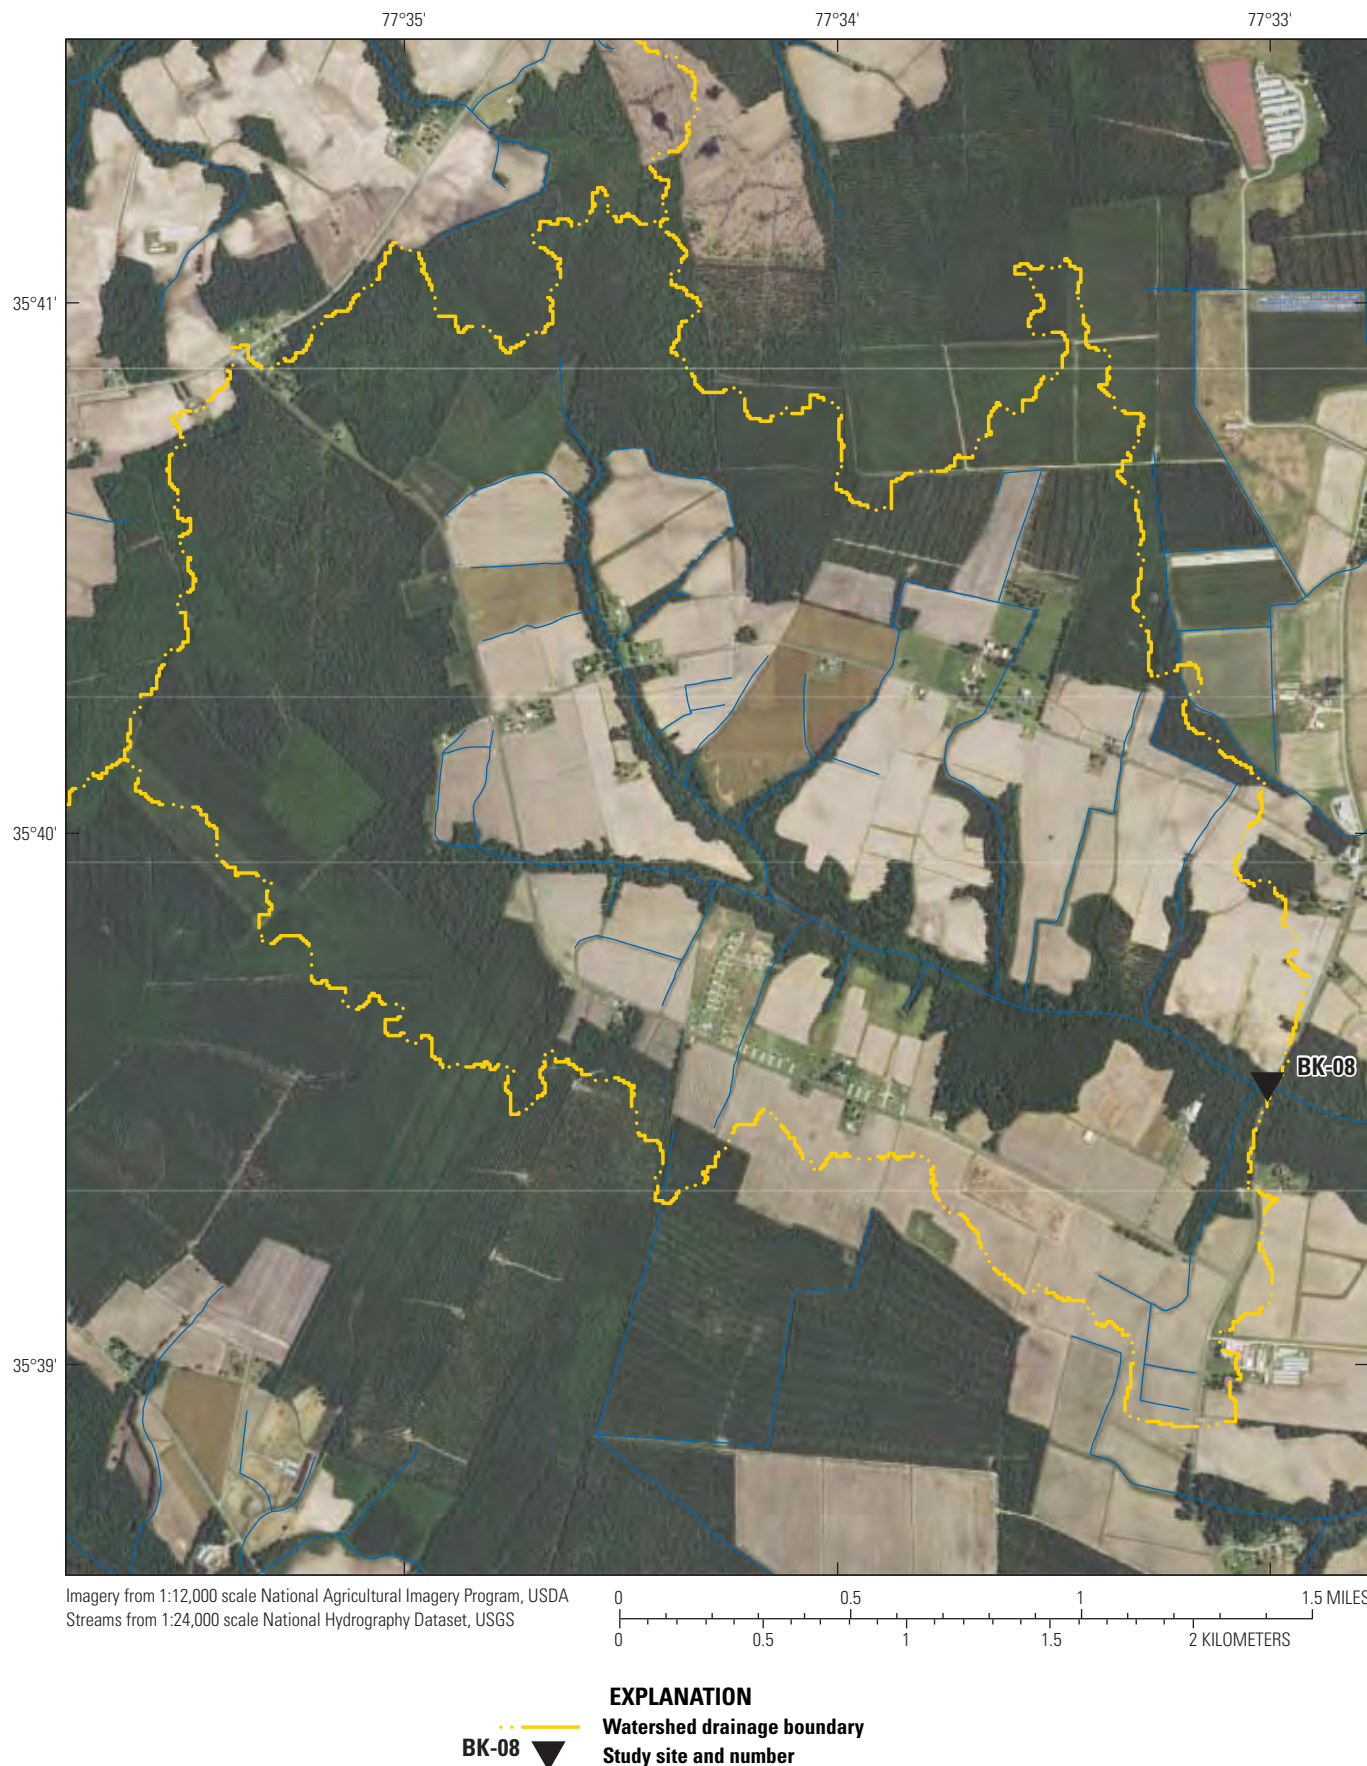 77°35' 77°34' 77°33'
35°41'
35°40'
BK-08
35°39'
Imagery from 1:12,000 scale National Agricultural Imagery Program, USDA
Streams from 1:24,000 scale National Hydrography Dataset, USGS
0 0.5 1 1.5 MILES
0 0.5 1 1.5 2 KILOMETERS
EXPLANATION
Watershed drainage boundary
BK-08 Study site and number